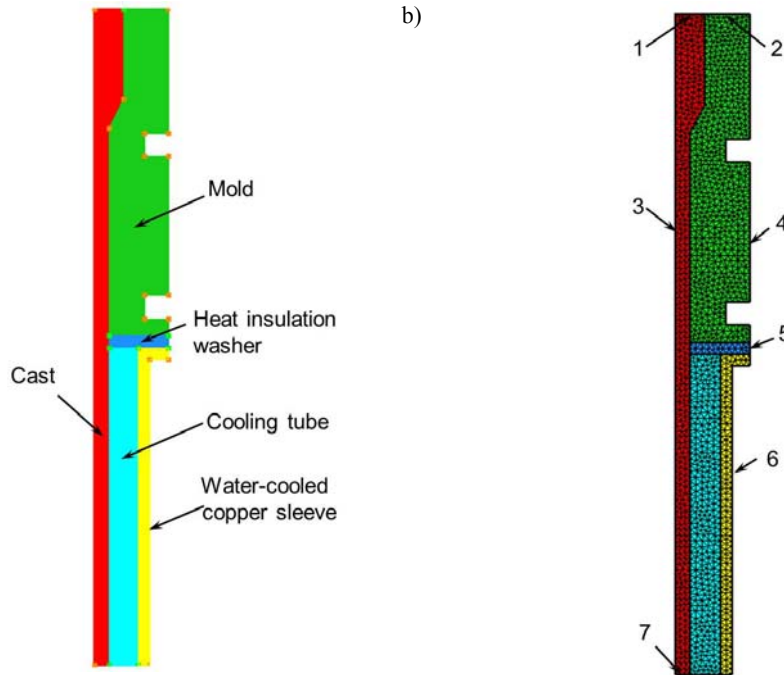 b)
Mold
Heat insulation
washer
Cast
Cooling tube
Water-cooled
copper sleeve
1
2
3
4
5
6
7